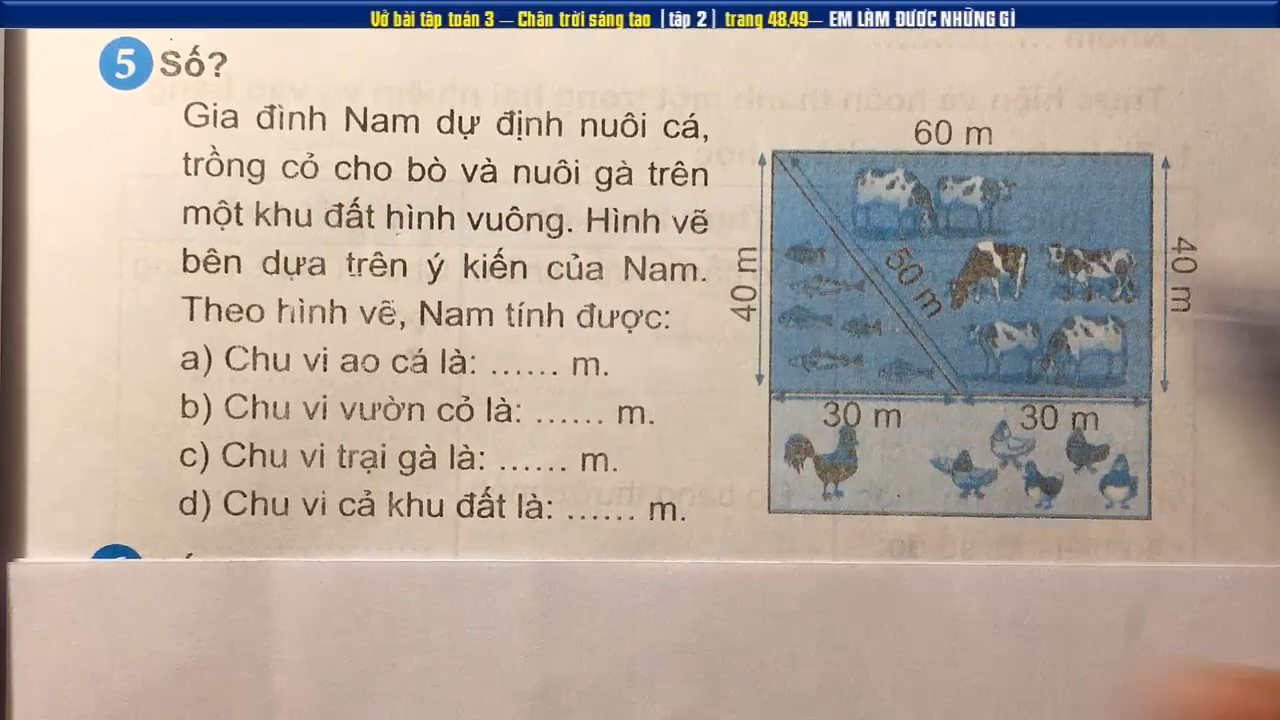 Vở bài tập toán 3 – Chân trời sáng tạo [tập 2] trang 48,49– EM LÀM ĐƯỢC NHỮNG GÌ
5 Số?
Gia đình Nam dự định nuôi cá,
trồng cỏ cho bò và nuôi gà trên
một khu đất hình vuông. Hình vẽ
bên dựa trên ý kiến của Nam.
Theo hình vẽ, Nam tính được:
a) Chu vi ao cá là: ...... m.
b) Chu vi vườn cỏ là: ...... m.
c) Chu vi trại gà là: ...... m.
d) Chu vi cả khu đất là: ...... m.
60 m
40 m
50 m
40 m
30 m
30 m